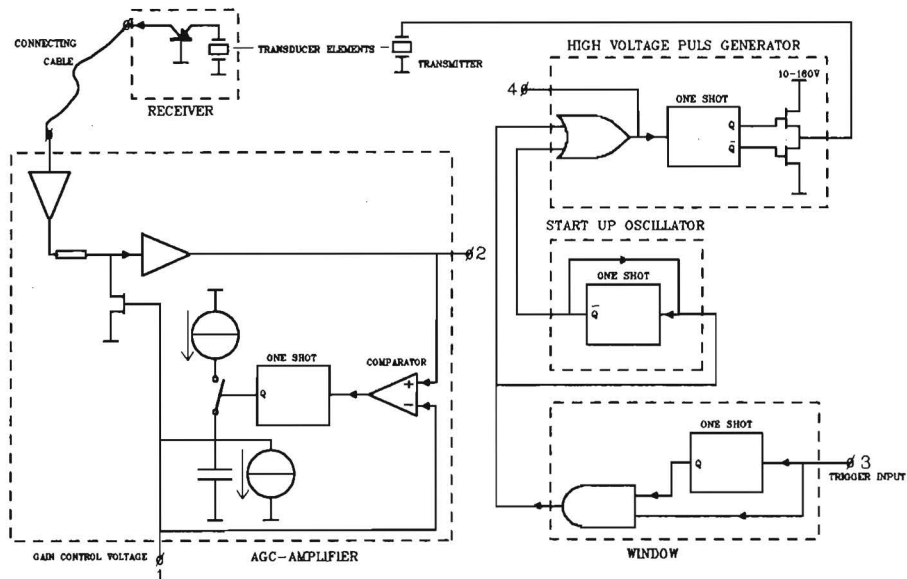 CONNECTING
CABLE
RECEIVER
TRANSDUCER ELEMENTS
TRANSMITTER
HIGH VOLTAGE PULS GENERATOR
10-160V
4
ONE SHOT
Q
Q̅
START UP OSCILLATOR
ONE SHOT
Q̅
2
ONE SHOT
Q
COMPARATOR
+
−
ONE SHOT
Q
3
TRIGGER INPUT
WINDOW
GAIN CONTROL VOLTAGE
1
AGC-AMPLIFIER